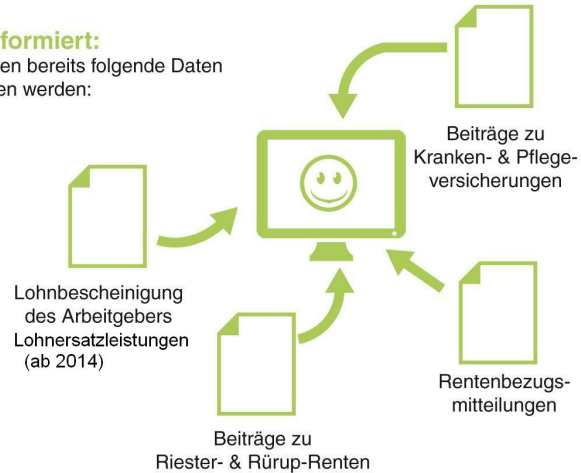 formiert:
en bereits folgende Daten
en werden:
Beiträge zu
Kranken- & Pflege-
versicherungen
Lohnbescheinigung
des Arbeitgebers
Lohnersatzleistungen
(ab 2014)
Rentenbezugs-
mitteilungen
Beiträge zu
Riester- & Rürup-Renten